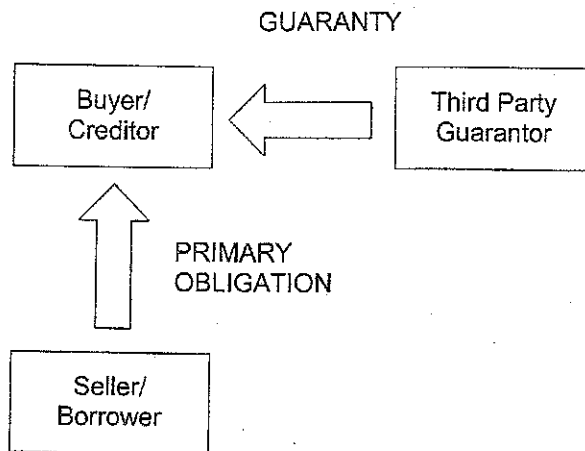 GUARANTY
Buyer/
Creditor
Third Party
Guarantor
PRIMARY
OBLIGATION
Seller/
Borrower